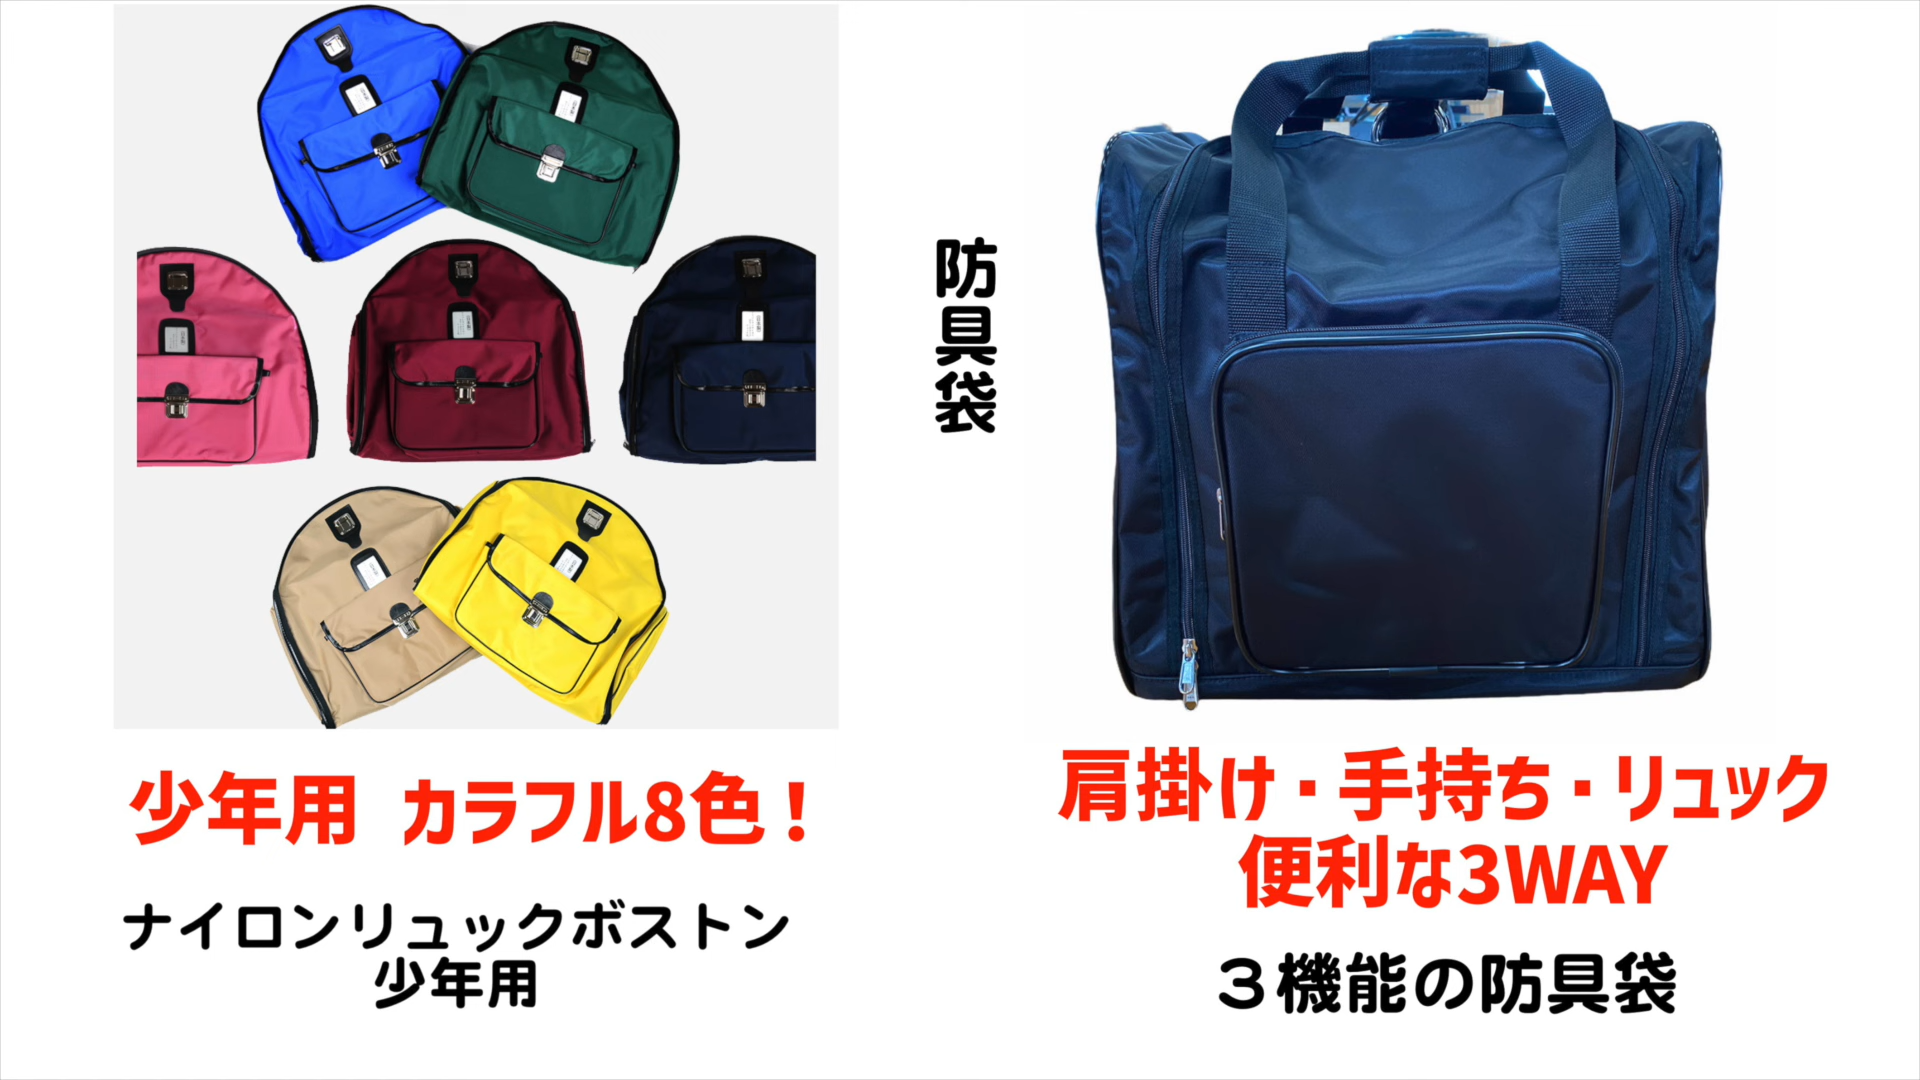 防具袋
少年用 カラフル8色！
ナイロンリュックボストン
少年用
肩掛け・手持ち・リュック
便利な3WAY
３機能の防具袋